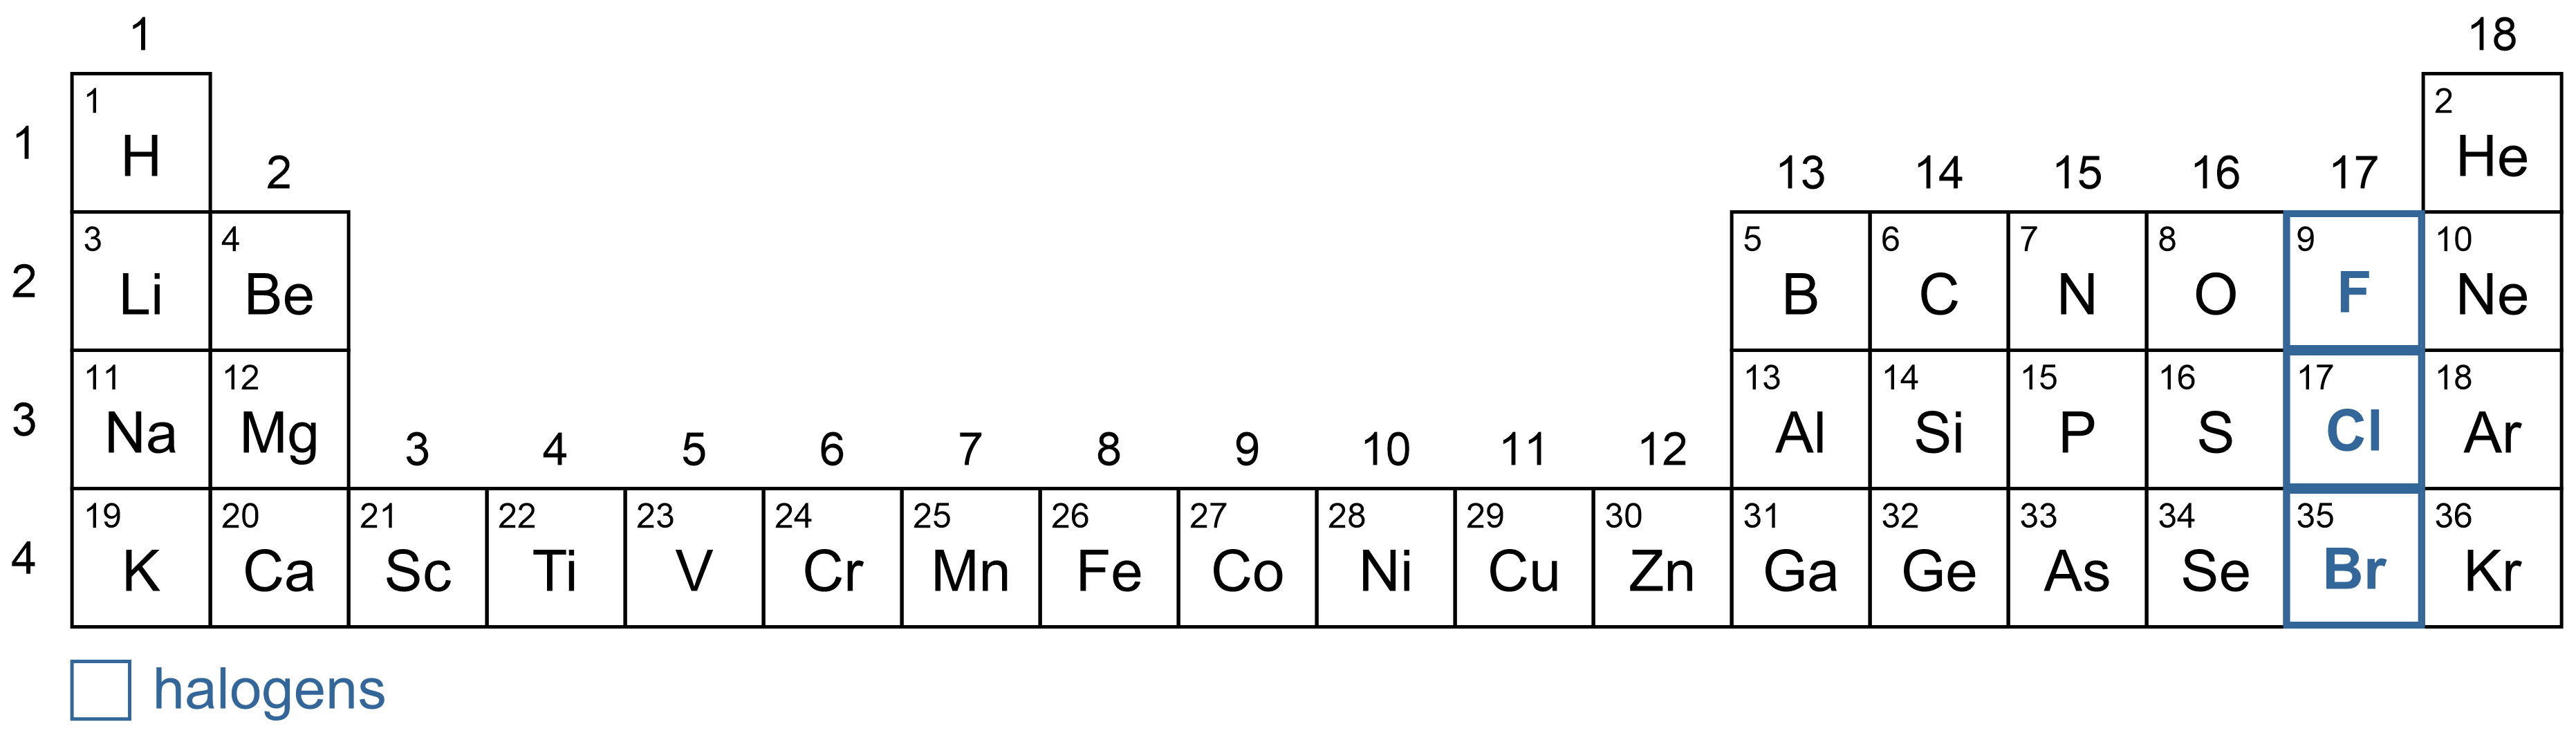 1 18
1 2
1 H He
2 13 14 15 16 17
3 4 5 6 7 8 9 10
2 Li Be B C N O F Ne
11 12 13 14 15 16 17 18
3 Na Mg Al Si P S Cl Ar
3 4 5 6 7 8 9 10 11 12
19 20 21 22 23 24 25 26 27 28 29 30 31 32 33 34 35 36
4 K Ca Sc Ti V Cr Mn Fe Co Ni Cu Zn Ga Ge As Se Br Kr
halogens